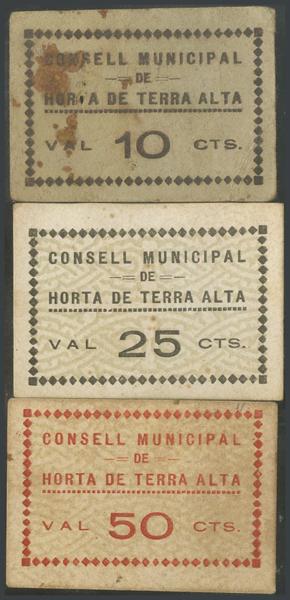 CONSELL MUNICIPAL
DE
HORTA DE TERRA ALTA
VAL 10 CTS.
CONSELL MUNICIPAL
DE
HORTA DE TERRA ALTA
VAL 25 CTS.
CONSELL MUNICIPAL
DE
HORTA DE TERRA ALTA
VAL 50 CTS.